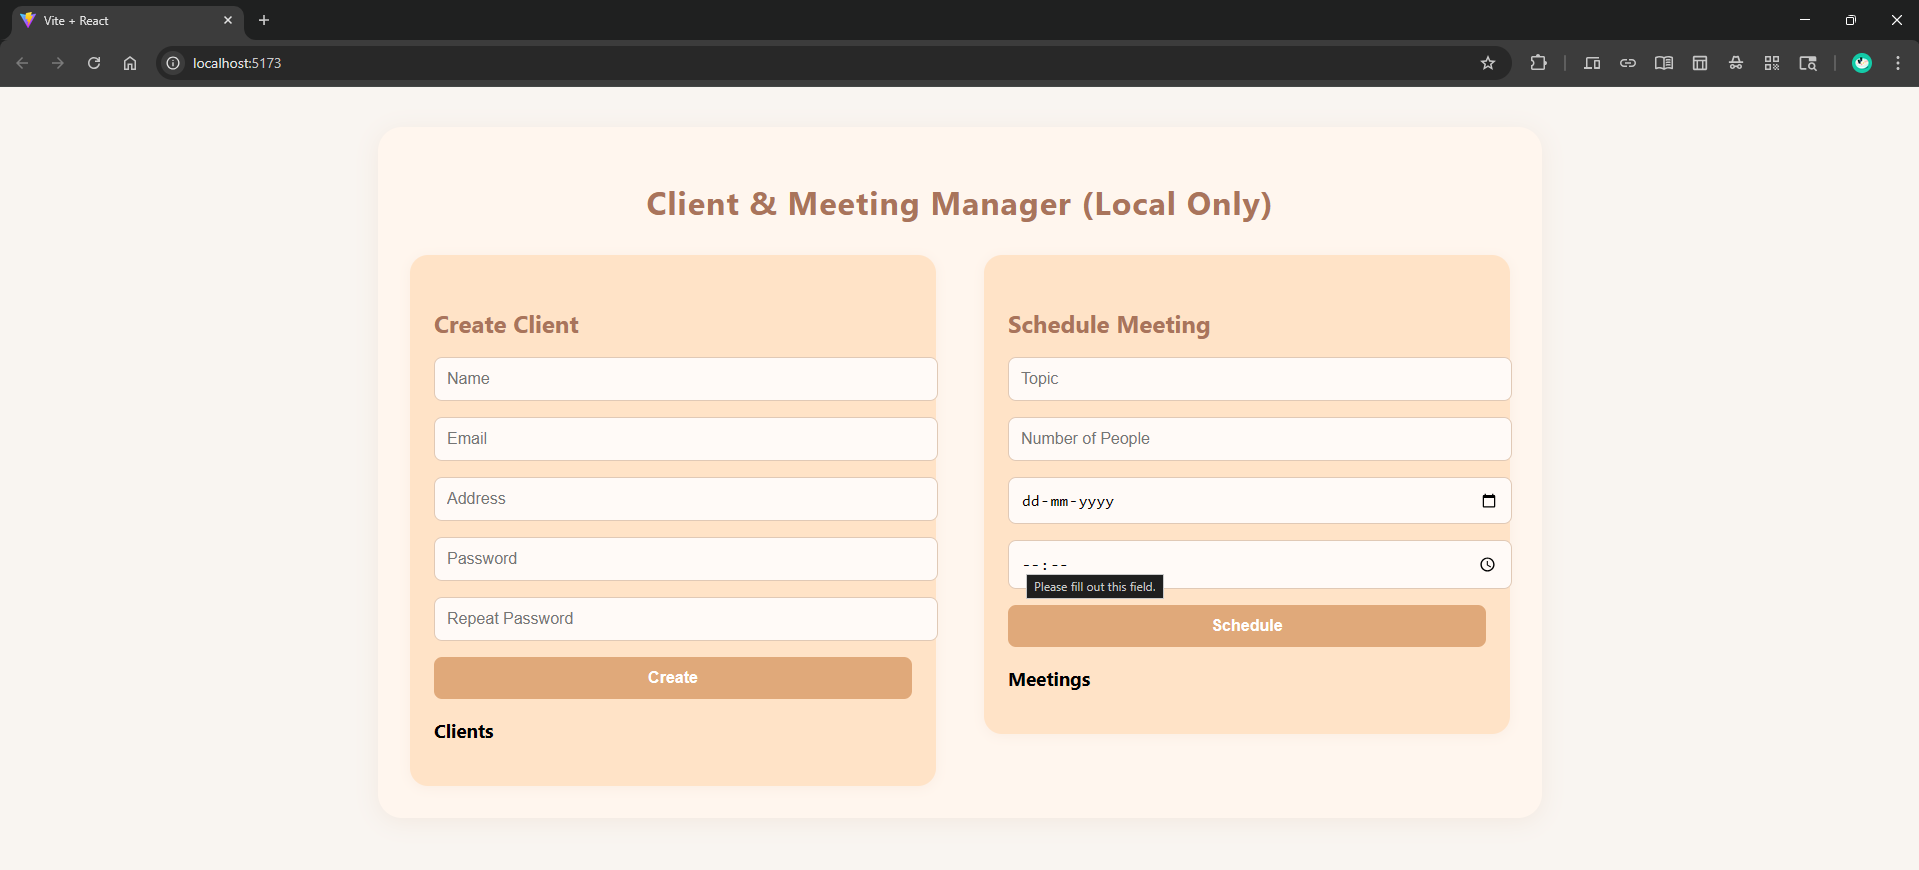 Vite + React
localhost:5173
Client & Meeting Manager (Local Only)
Create Client
Name
Email
Address
Password
Repeat Password
Create
Clients
Schedule Meeting
Topic
Number of People
dd-mm-yyyy
--:--
Please fill out this field.
Schedule
Meetings